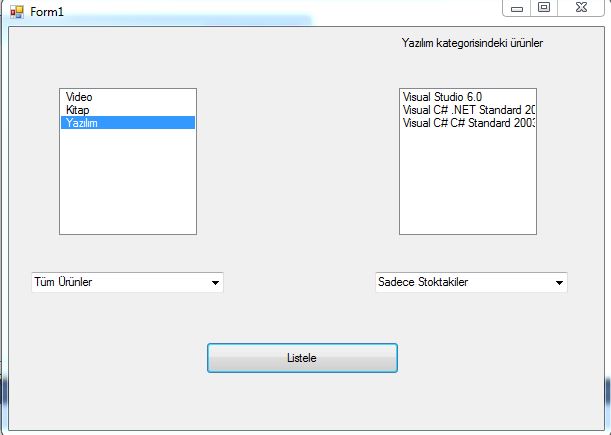 Form1
Yazılım kategorisindeki ürünler
Video
Kitap
Yazılım
Visual Studio 6.0
Visual C# .NET Standard 20
Visual C# C# Standard 2003
Tüm Ürünler
Sadece Stoktakiler
Listele